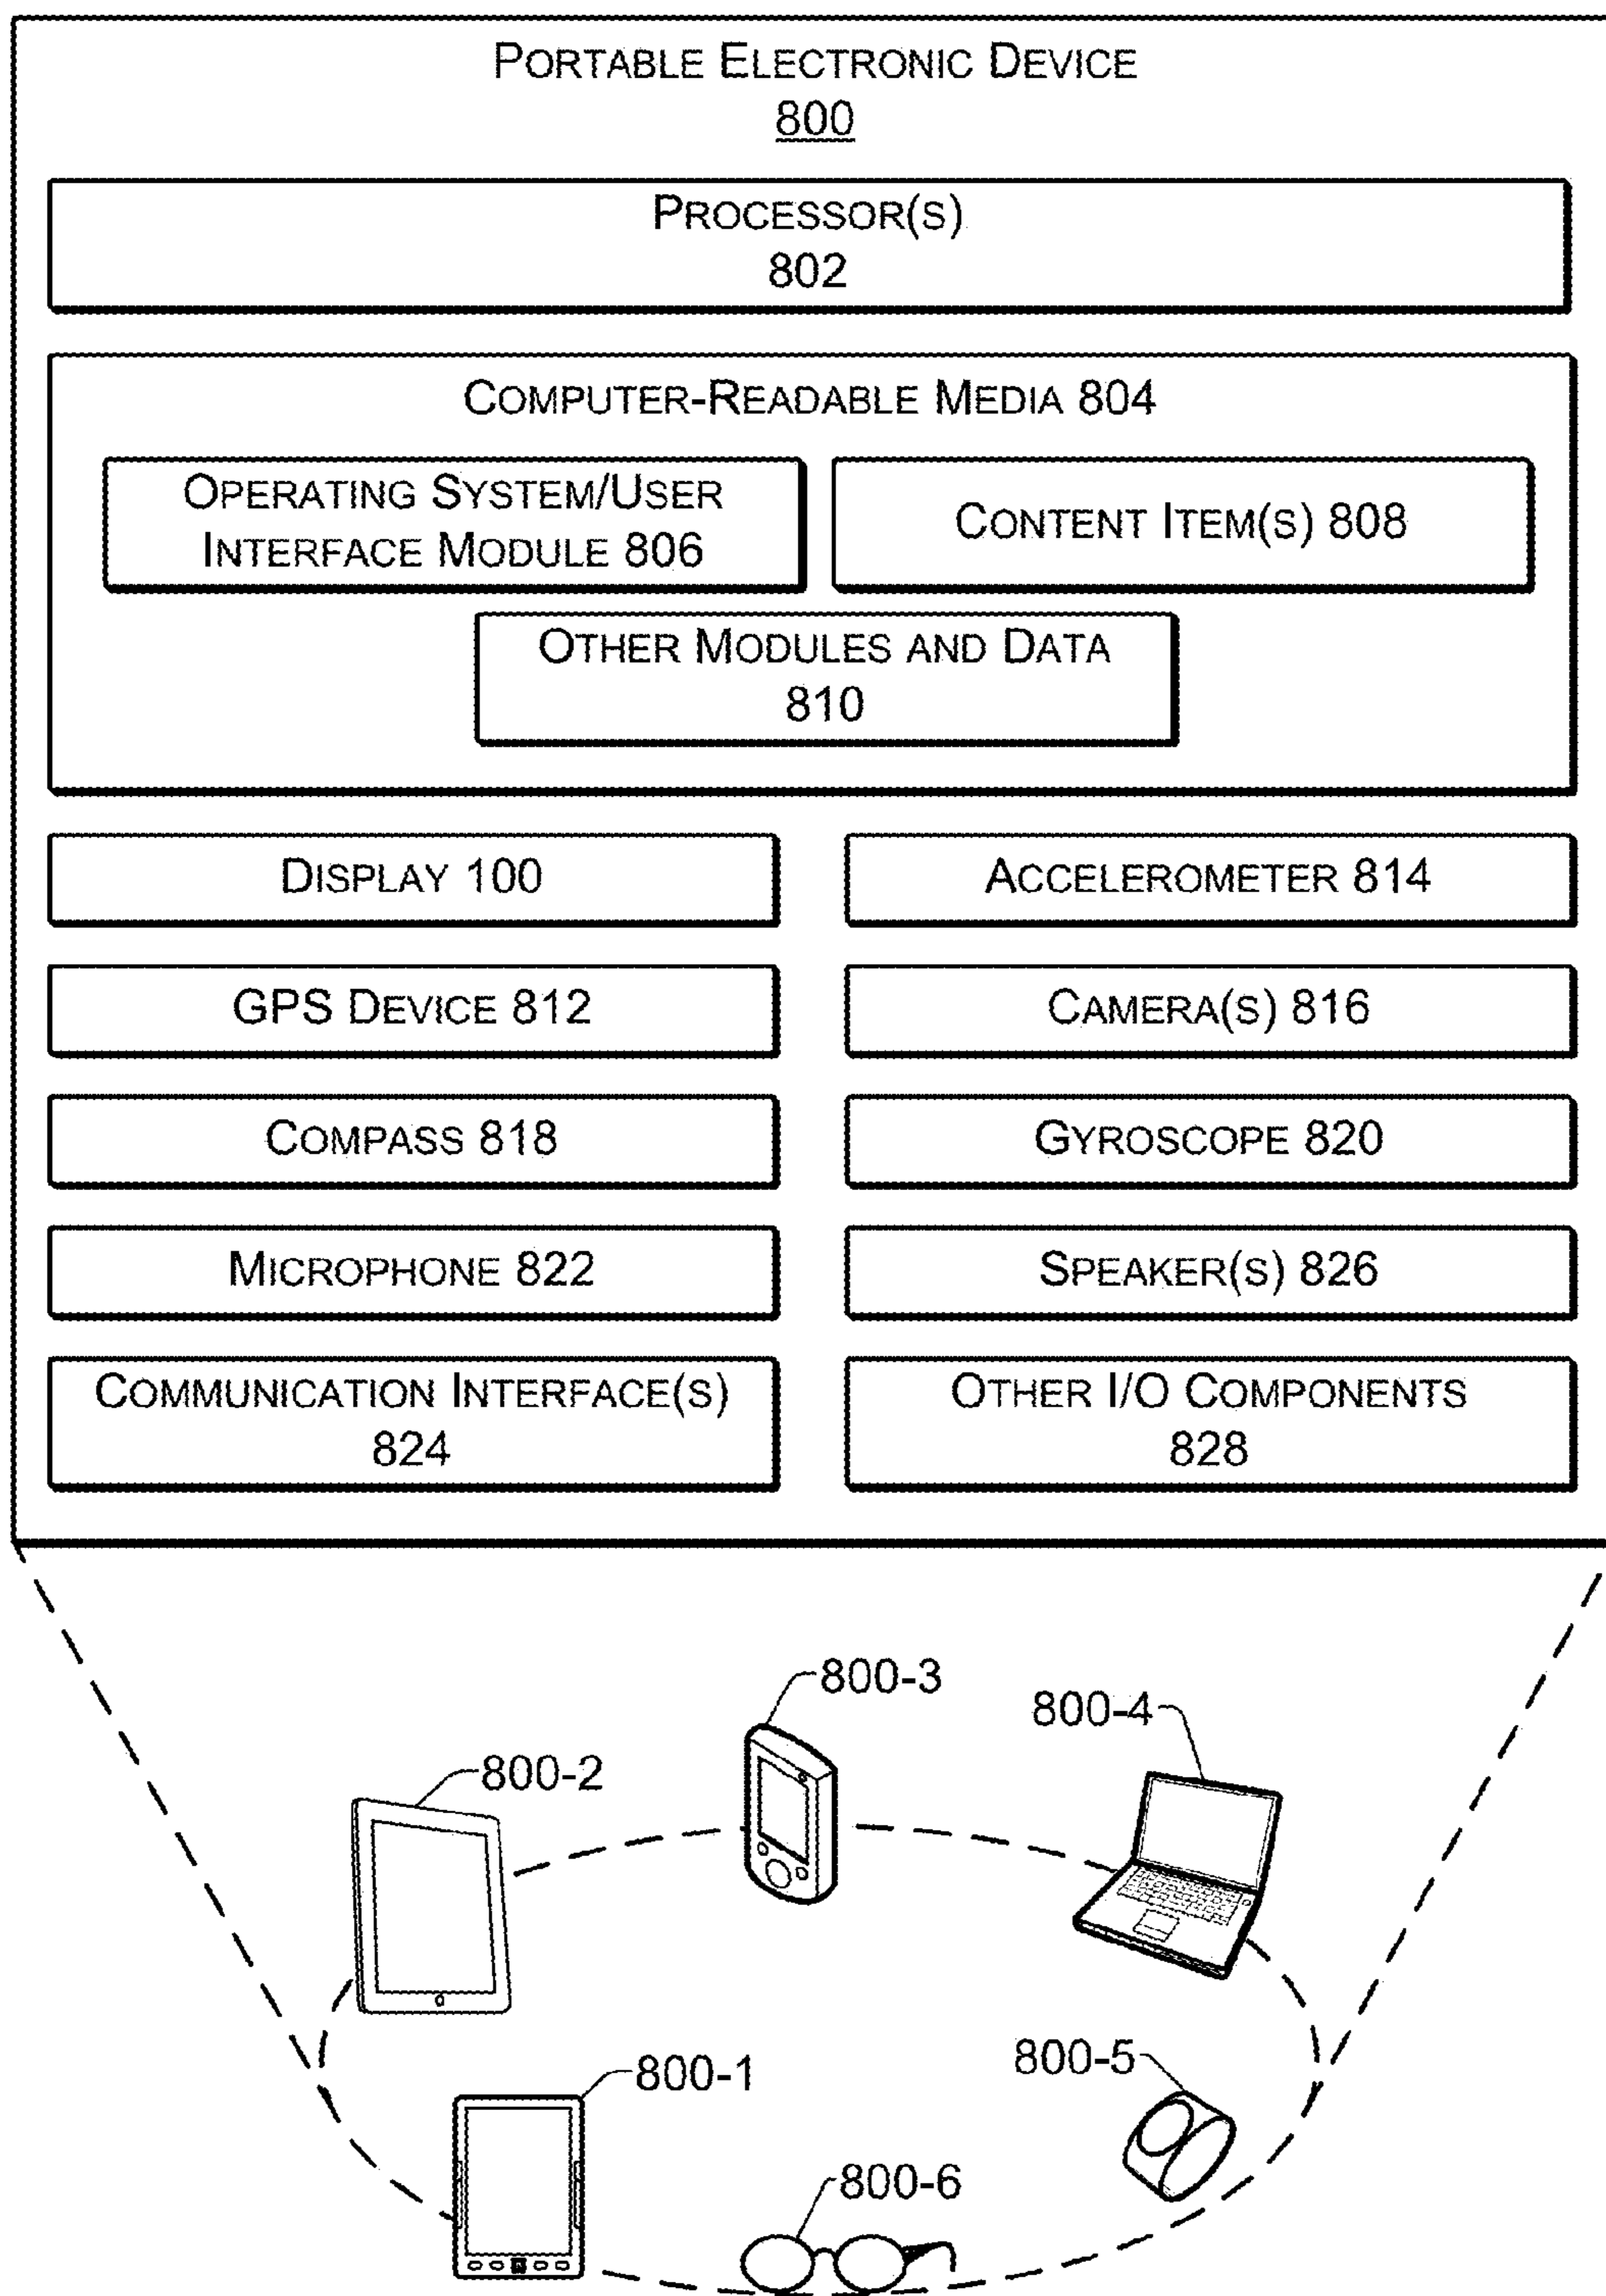 PORTABLE ELECTRONIC DEVICE
800
PROCESSOR(S)
802
COMPUTER-READABLE MEDIA 804
OPERATING SYSTEM/USER
INTERFACE MODULE 806
CONTENT ITEM(S) 808
OTHER MODULES AND DATA
810
DISPLAY 100
ACCELEROMETER 814
GPS DEVICE 812
CAMERA(S) 816
COMPASS 818
GYROSCOPE 820
MICROPHONE 822
SPEAKER(S) 826
COMMUNICATION INTERFACE(S)
824
OTHER I/O COMPONENTS
828
800-3
800-4
800-2
800-5
800-1
800-6